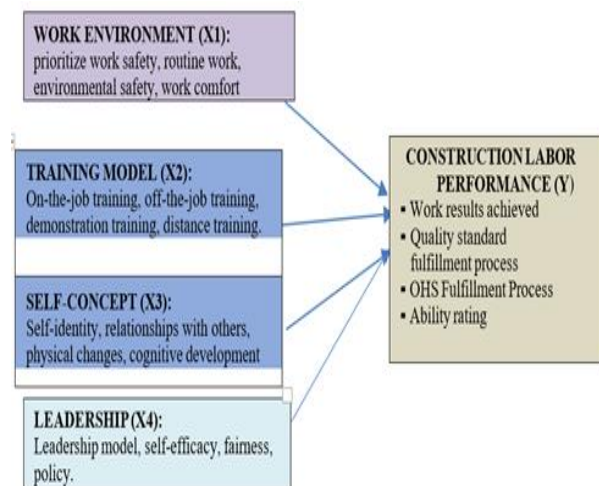 WORK ENVIRONMENT (X1):
prioritize work safety, routine work,
environmental safety, work comfort
TRAINING MODEL (X2):
On-the-job training, off-the-job training,
demonstration training, distance training.
SELF-CONCEPT (X3):
Self-identity, relationships with others,
physical changes, cognitive development
LEADERSHIP (X4):
Leadership model, self-efficacy, fairness,
policy.
CONSTRUCTION LABOR
PERFORMANCE (Y)
▪ Work results achieved
▪ Quality standard
fulfillment process
▪ OHS Fulfillment Process
▪ Ability rating